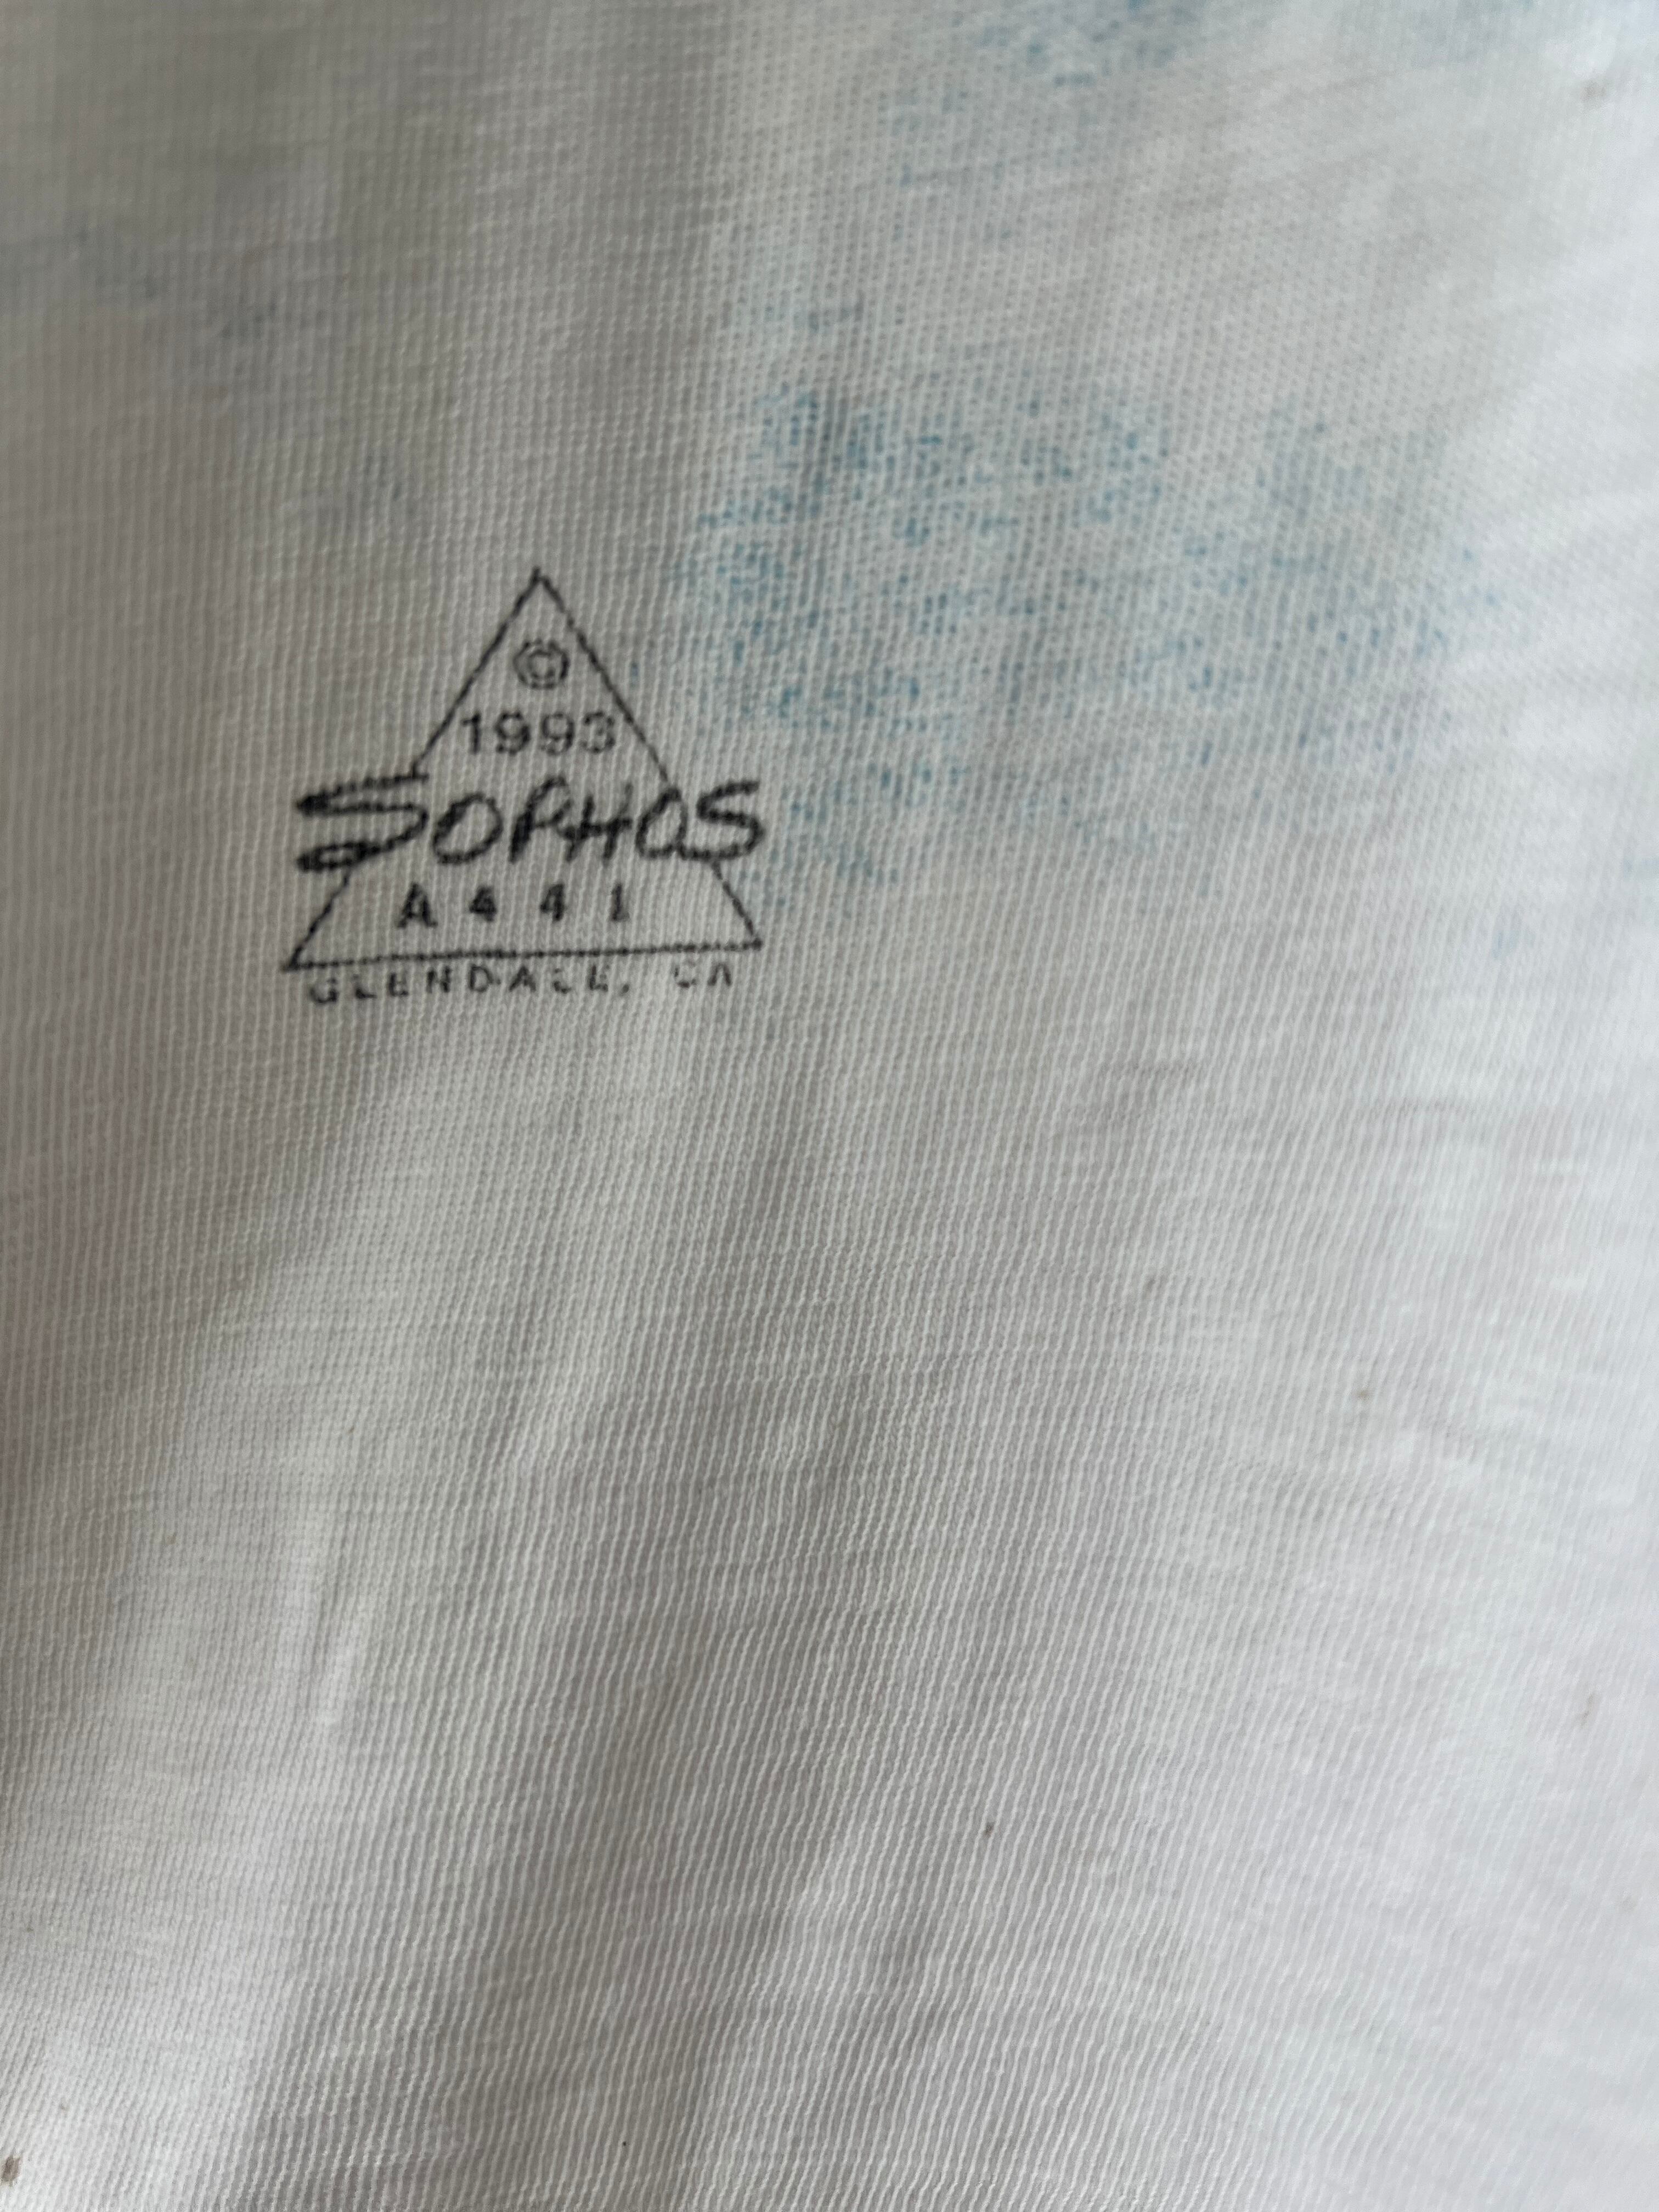 ©
1993
SOPHOS
A441
GLENDALE, CA